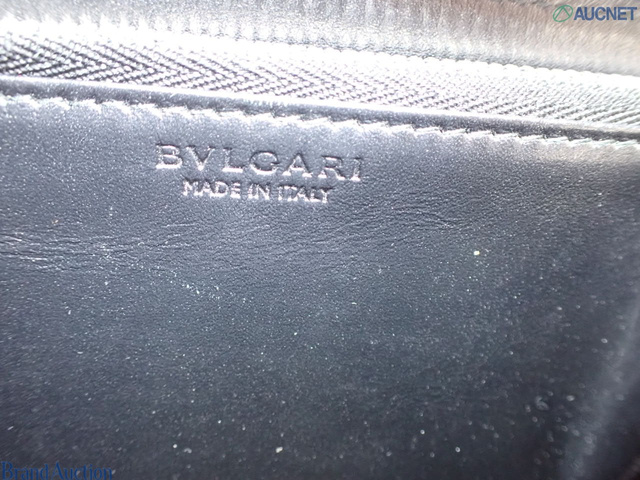 AUCNET
BVLGARI
MADE IN ITALY
Brand Auction